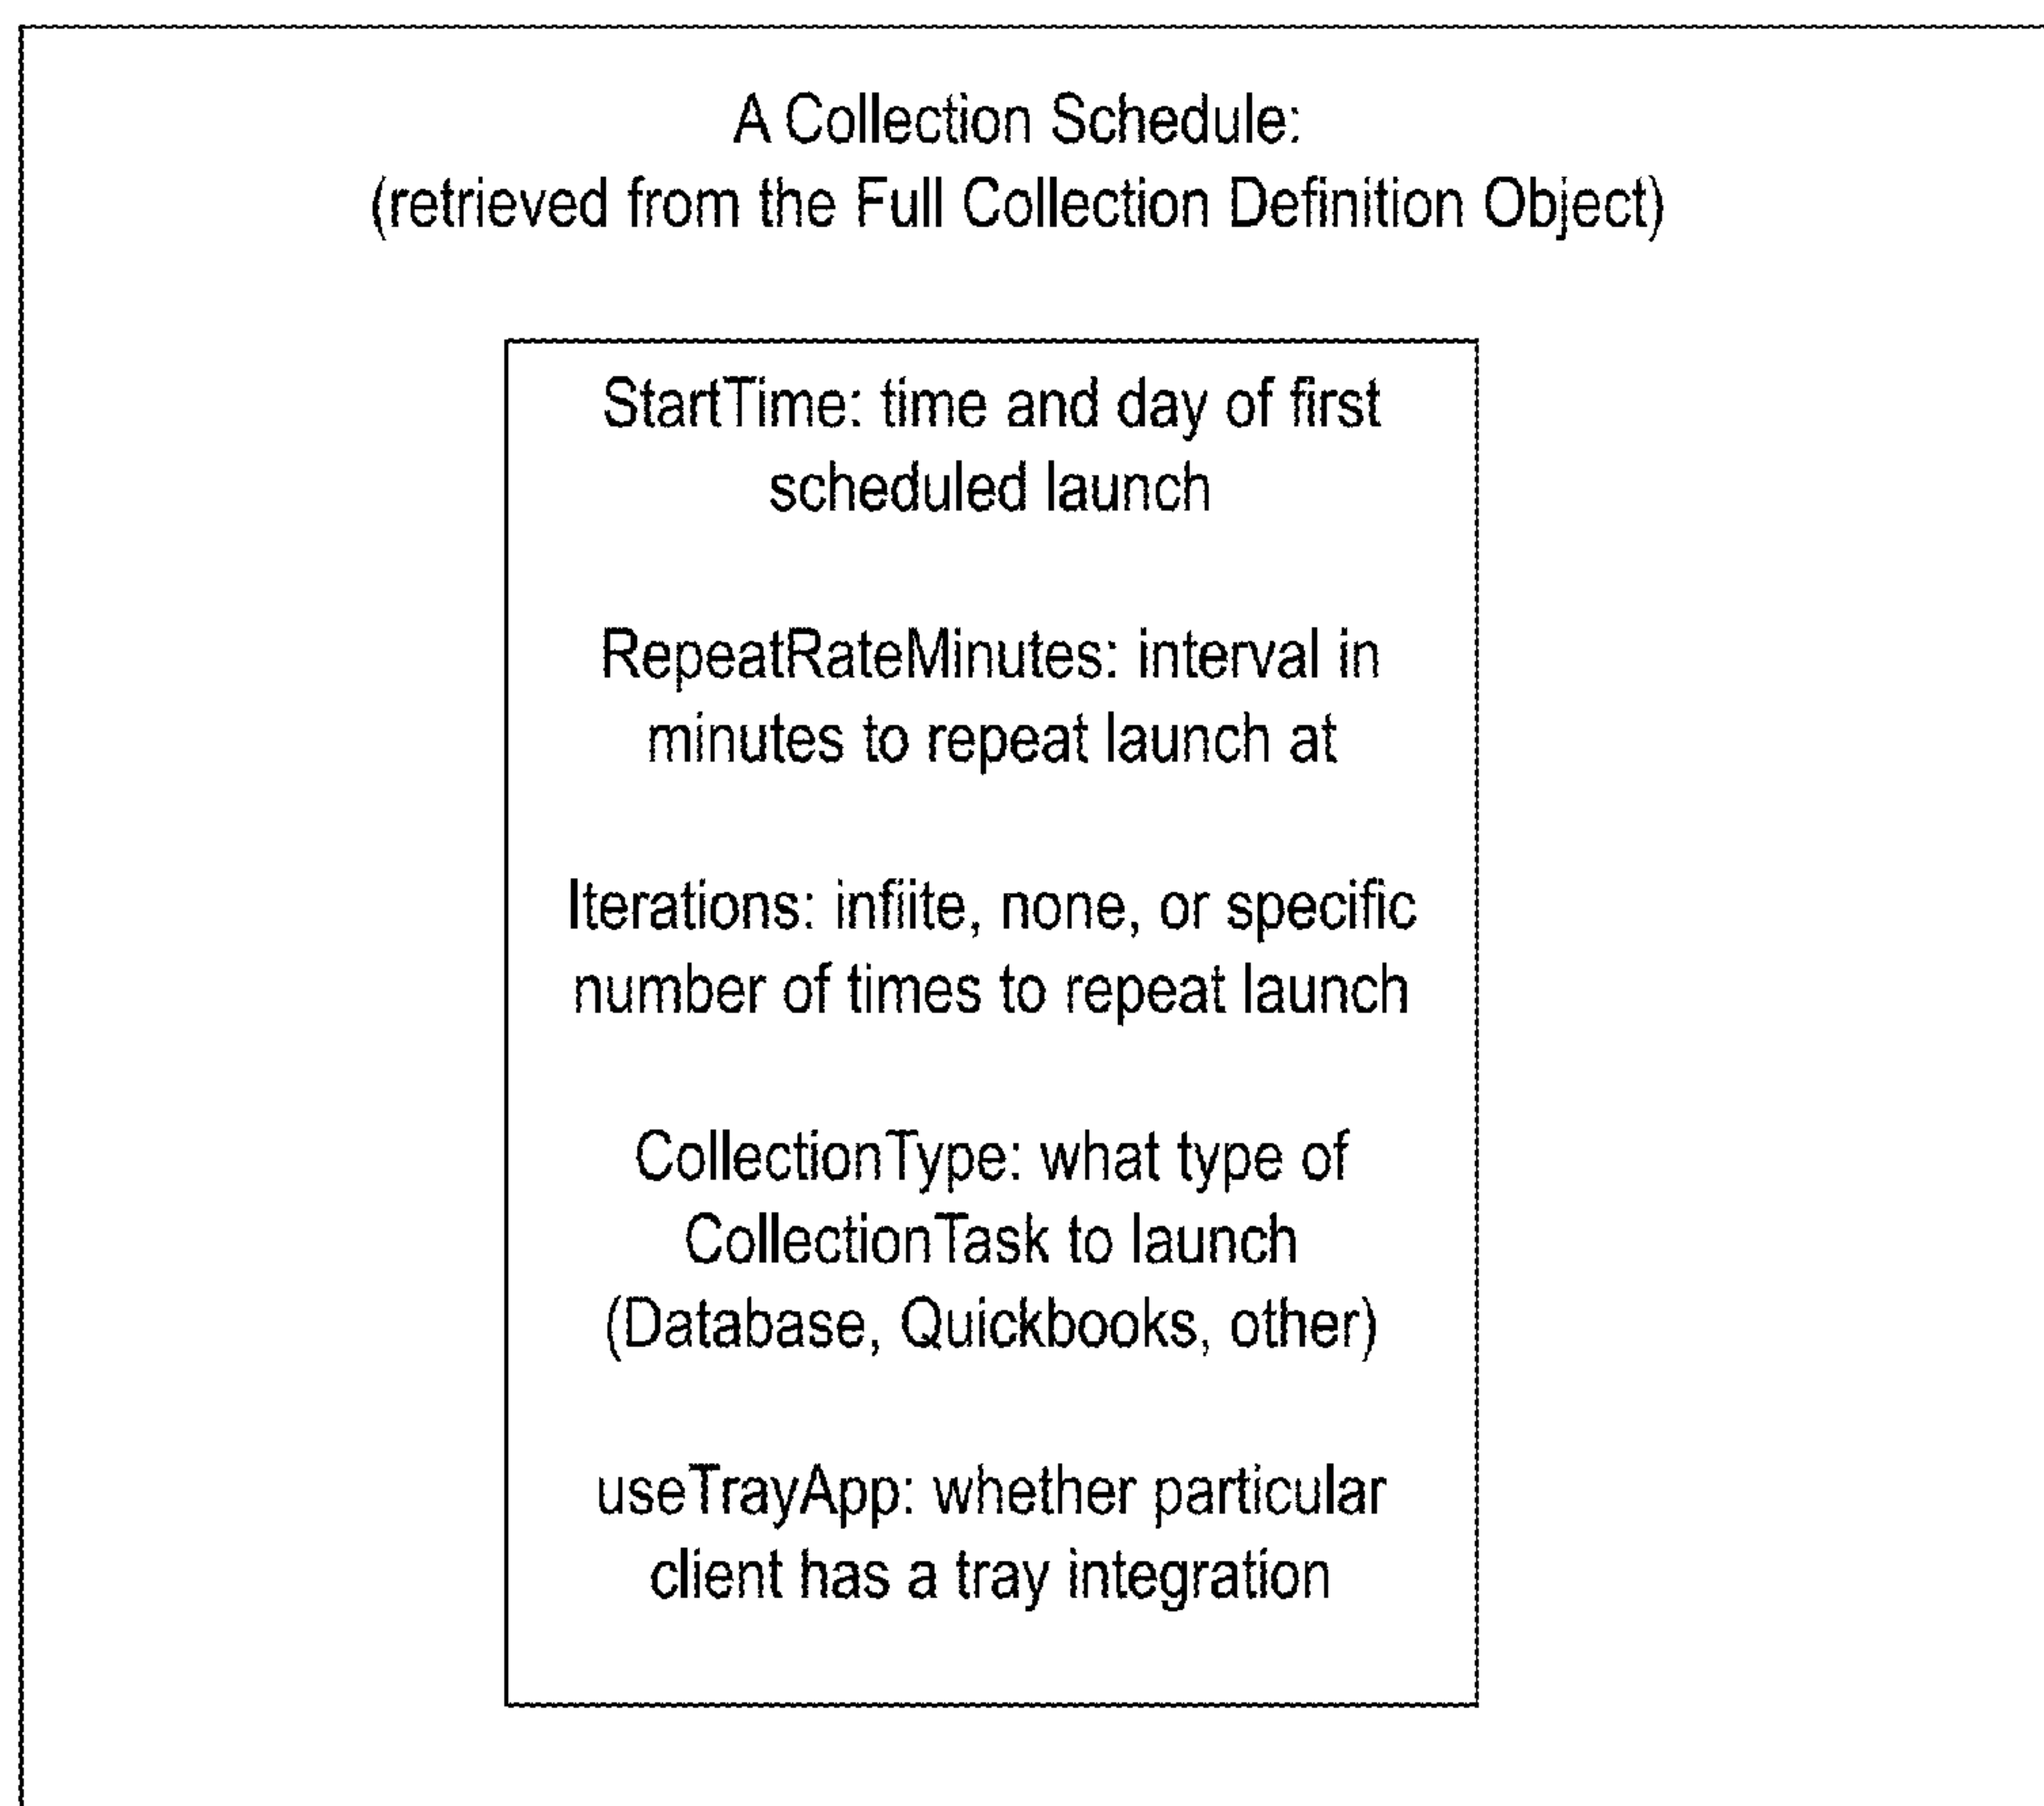 A Collection Schedule:
(retrieved from the Full Collection Definition Object)
StartTime: time and day of first
scheduled launch
RepeatRateMinutes: interval in
minutes to repeat launch at
Iterations: infiite, none, or specific
number of times to repeat launch
CollectionType: what type of
CollectionTask to launch
(Database, Quickbooks, other)
useTrayApp: whether particular
client has a tray integration